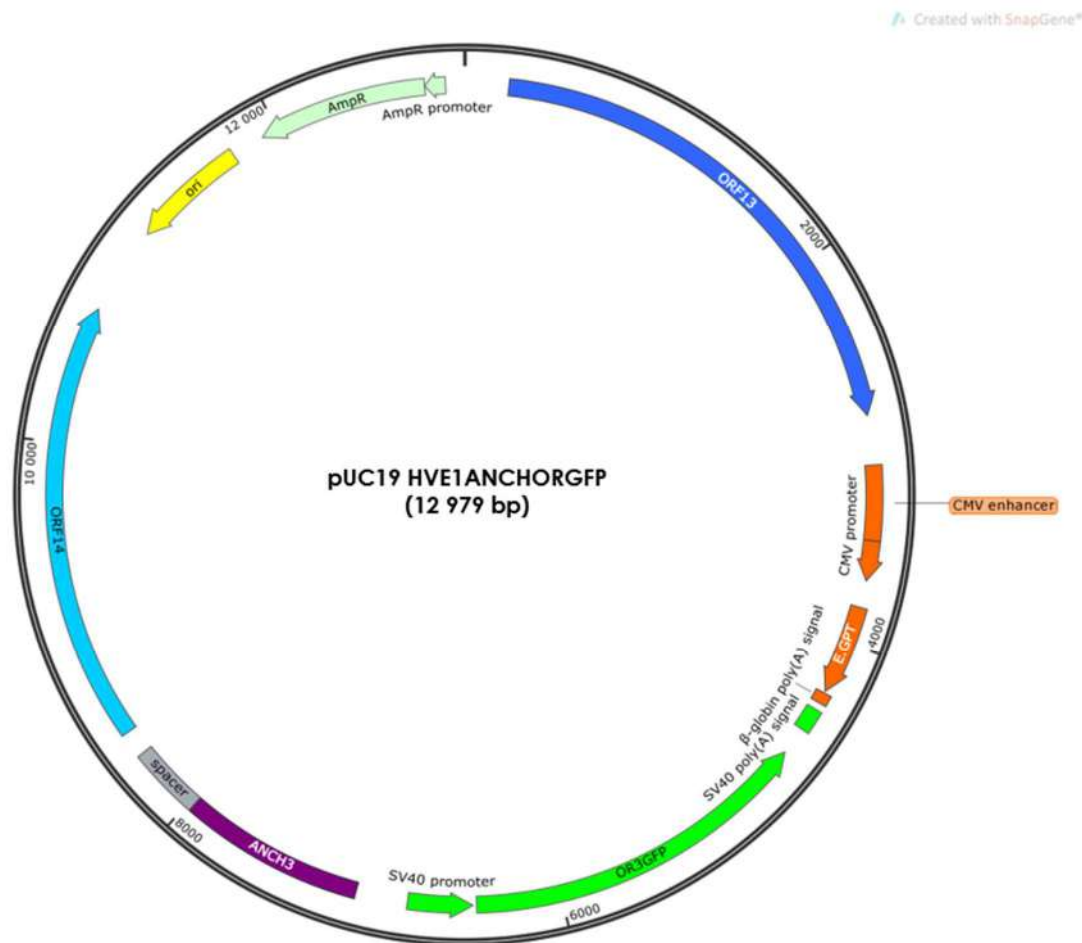 Created with SnapGene®
AmpR
AmpR promoter
12 000
ori
ORF13
2000
10 000
pUC19 HVE1ANCHORGFP
(12 979 bp)
CMV promoter
CMV enhancer
ORF14
E.GPT
4000
β-globin poly(A) signal
SV40 poly(A) signal
spacer
8000
ANCH3
SV40 promoter
OR3GFP
6000